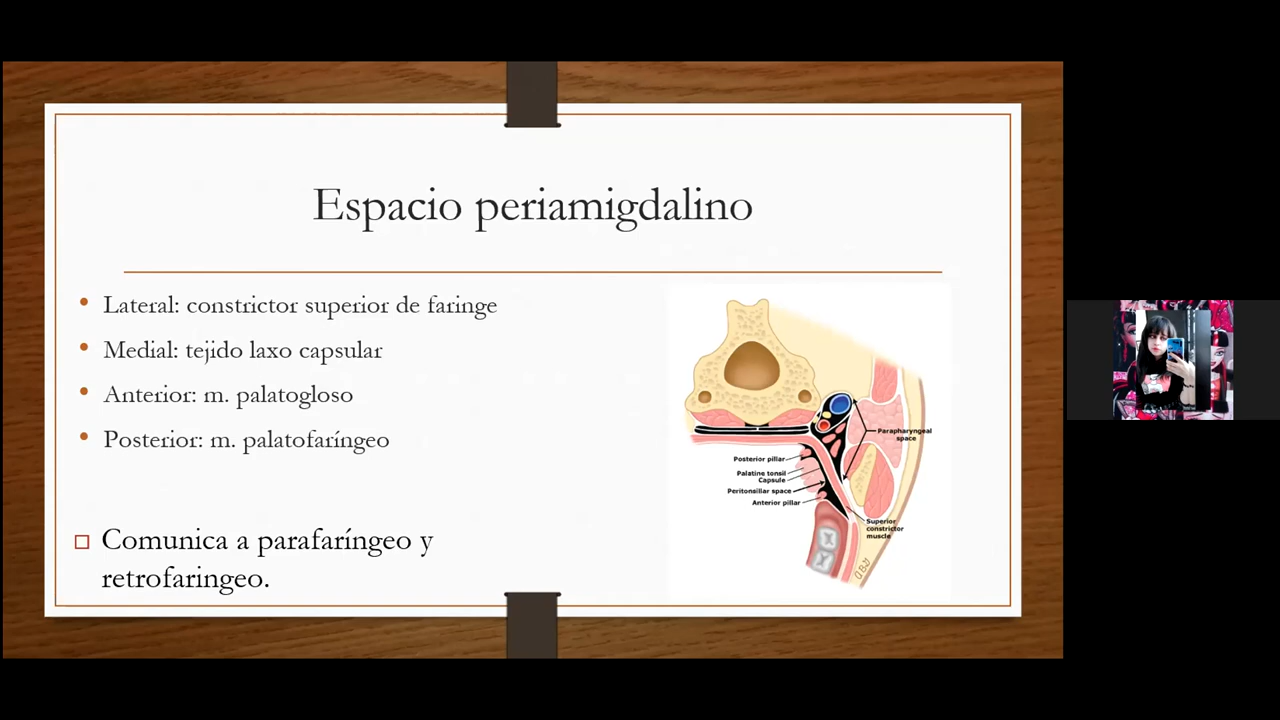 Espacio periamigdalino
• Lateral: constrictor superior de faringe
• Medial: tejido laxo capsular
• Anterior: m. palatogloso
• Posterior: m. palatofaríngeo
Comunica a parafaríngeo y
retrofaringeo.
Parapharyngeal
space
Posterior pillar
Palatine tonsil
Capsule
Peritonsillar space
Anterior pillar
Superior
constrictor
muscle